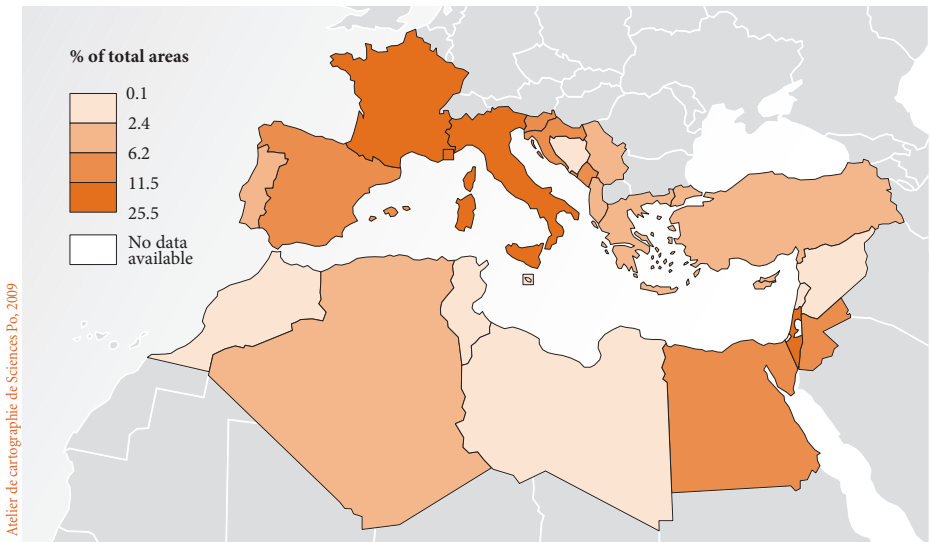 % of total areas
0.1
2.4
6.2
11.5
25.5
No data
available
Atelier de cartographie de Sciences Po, 2009